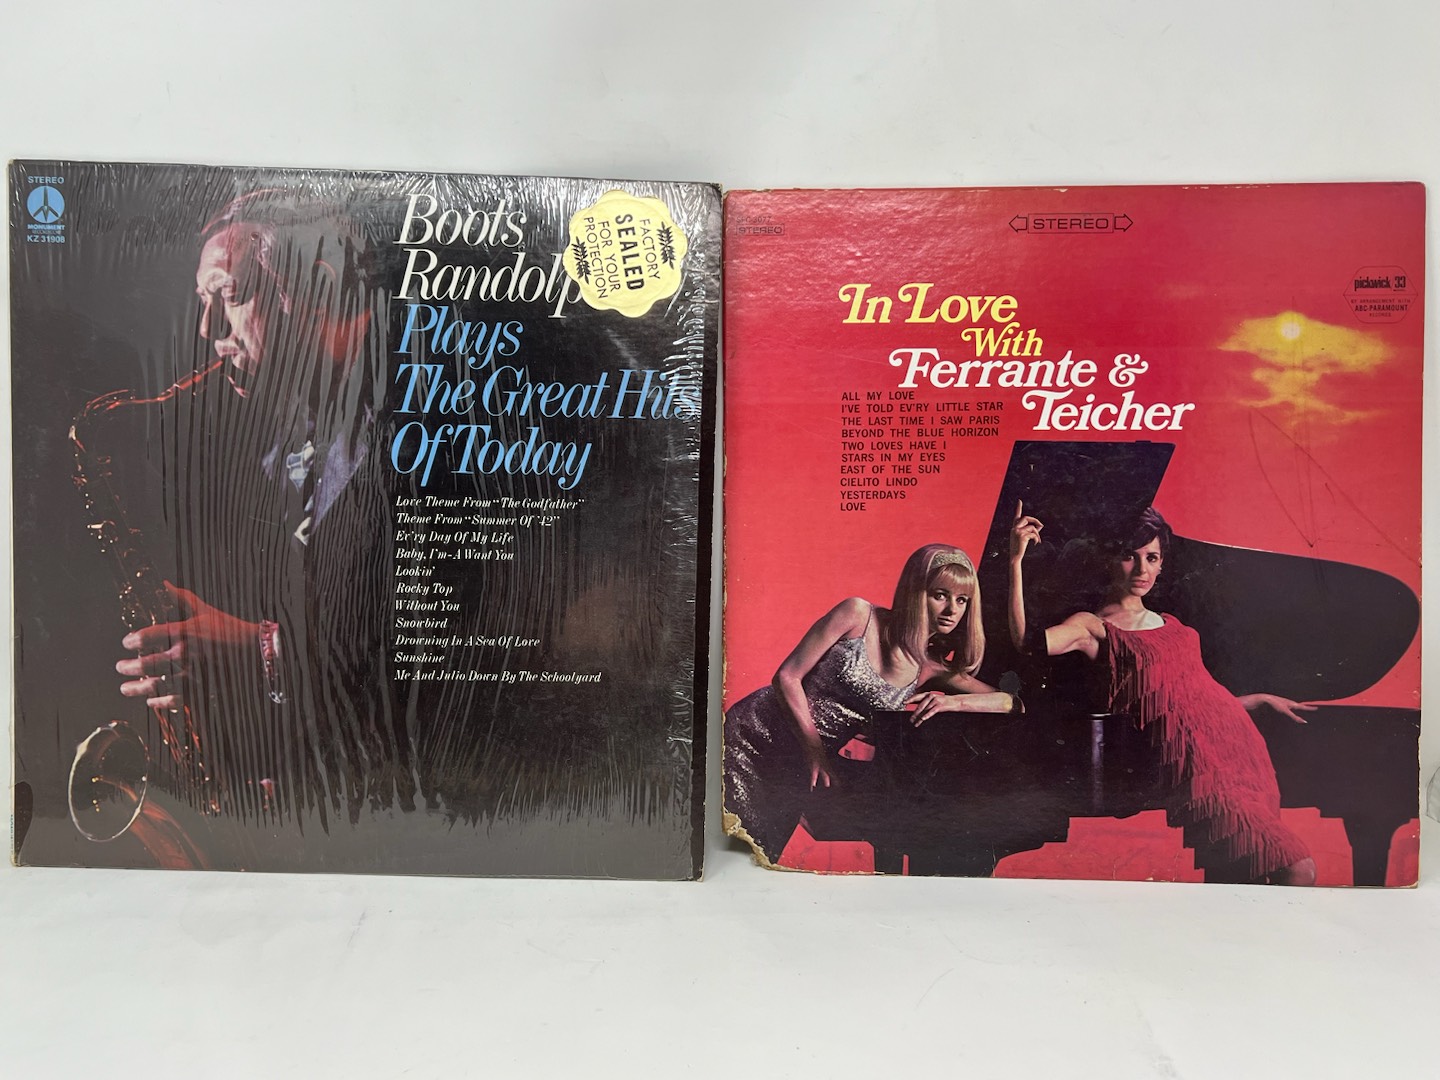 STEREO
MONUMENT
KZ 31908
Boots
Randolp
Plays
The Great Hits
Of Today
FACTORY
SEALED
FOR YOUR
PROTECTION
Love Theme From "The Godfather"
Theme From "Summer Of '42"
Ev'ry Day Of My Life
Baby, I'm-A Want You
Lookin'
Rocky Top
Without You
Snowbird
Drowning In A Sea Of Love
Sunshine
Me And Julio Down By The Schoolyard
STEREO
STEREO
pickwick 33
BY ARRANGEMENT WITH
ABC-PARAMOUNT
RECORDS
In Love
With
Ferrante &
Teicher
ALL MY LOVE
I'VE TOLD EV'RY LITTLE STAR
THE LAST TIME I SAW PARIS
BEYOND THE BLUE HORIZON
TWO LOVES HAVE I
STARS IN MY EYES
EAST OF THE SUN
CIELITO LINDO
YESTERDAYS
LOVE